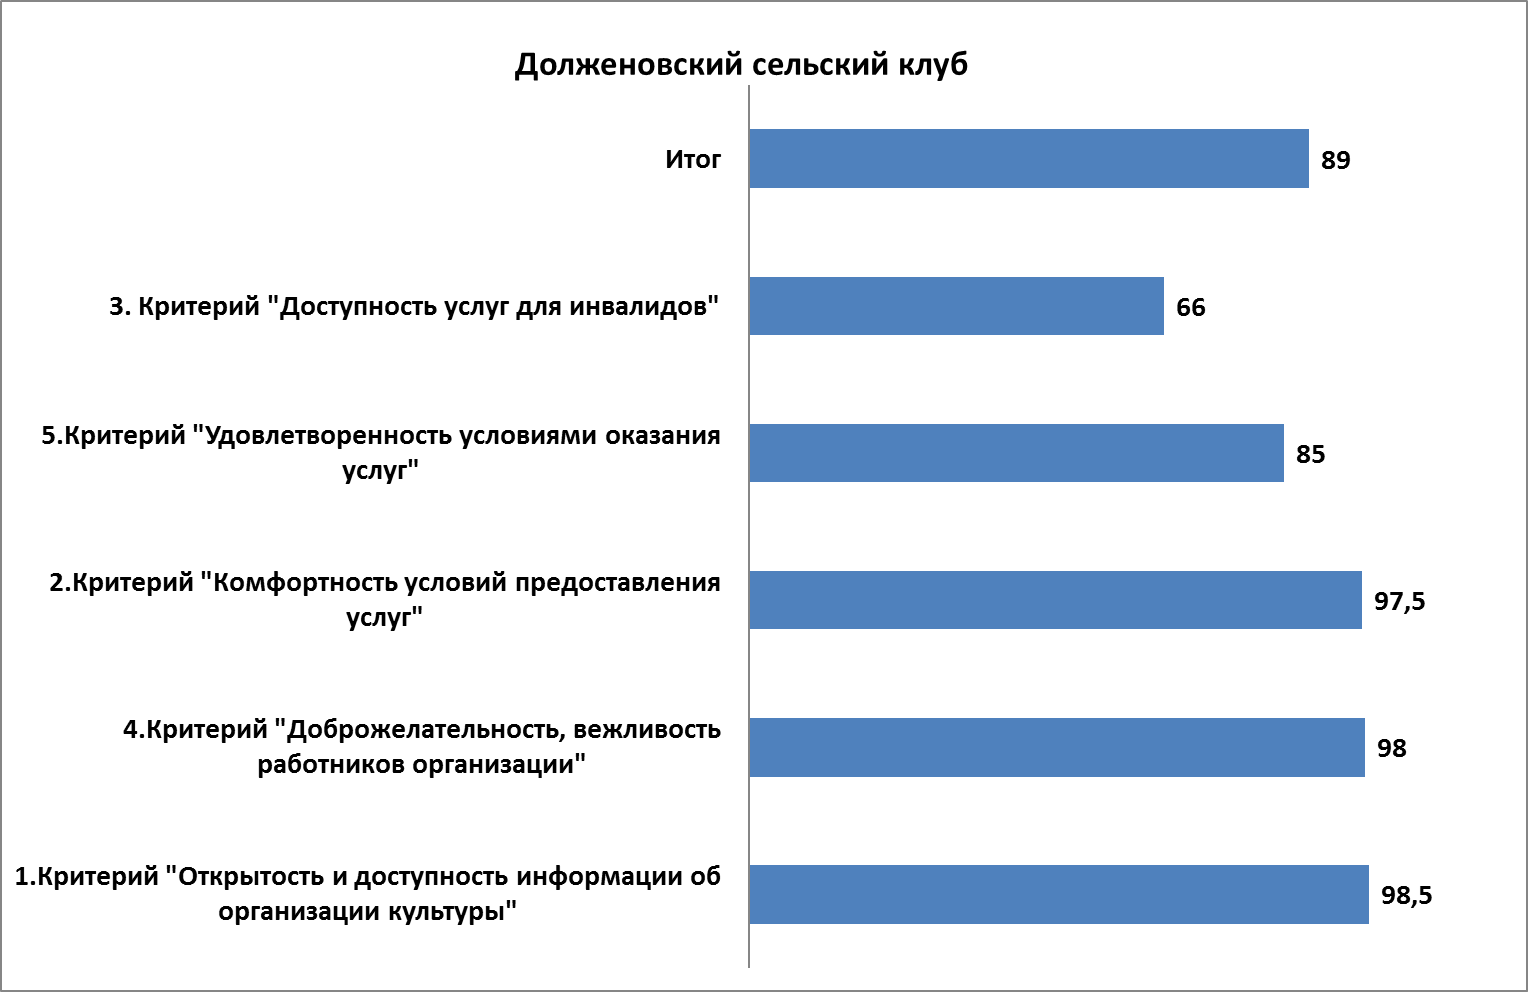 Долженовский сельский клуб
Итог
89
3. Критерий "Доступность услуг для инвалидов"
66
5.Критерий "Удовлетворенность условиями оказания
услуг"
85
2.Критерий "Комфортность условий предоставления
услуг"
97,5
4.Критерий "Доброжелательность, вежливость
работников организации"
98
1.Критерий "Открытость и доступность информации об
организации культуры"
98,5